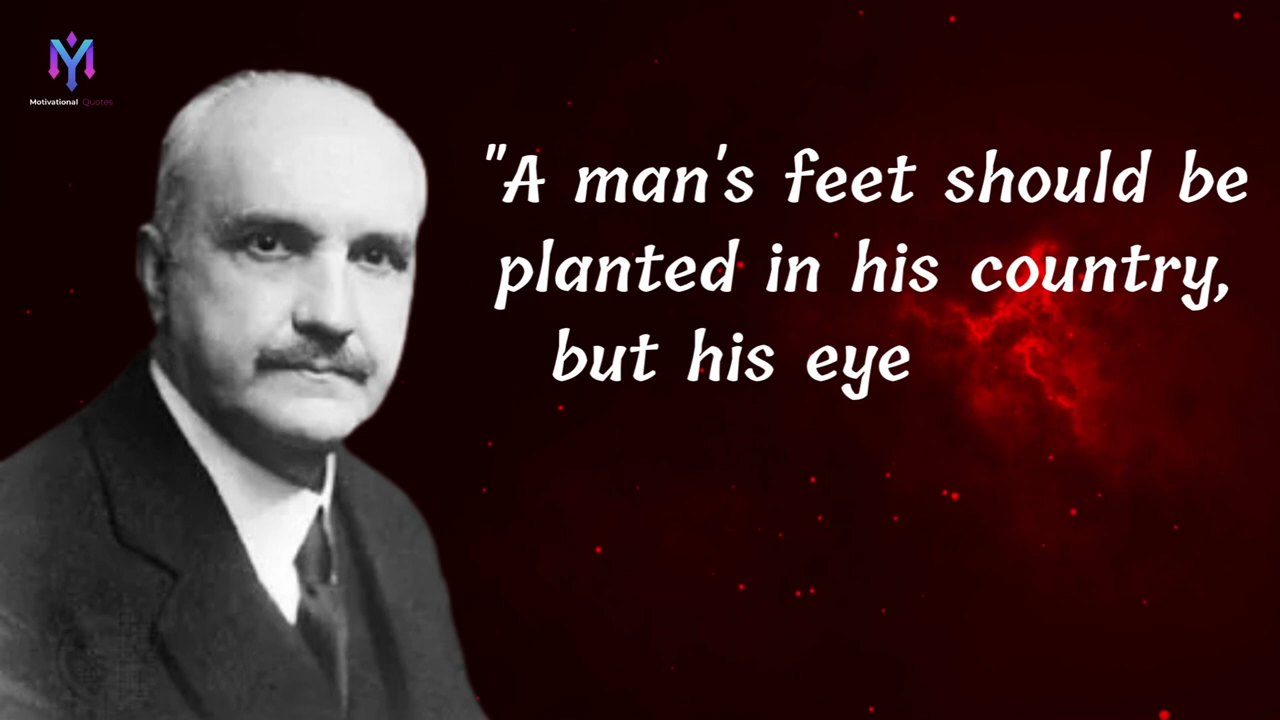 Motivational Quotes
"A man's feet should be
planted in his country,
but his eye